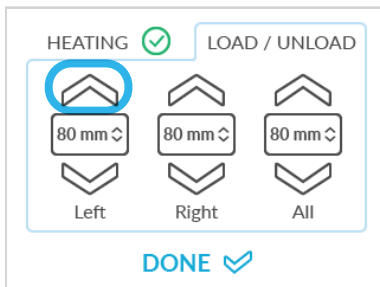 HEATING LOAD / UNLOAD
80 mm 80 mm 80 mm
Left Right All
DONE